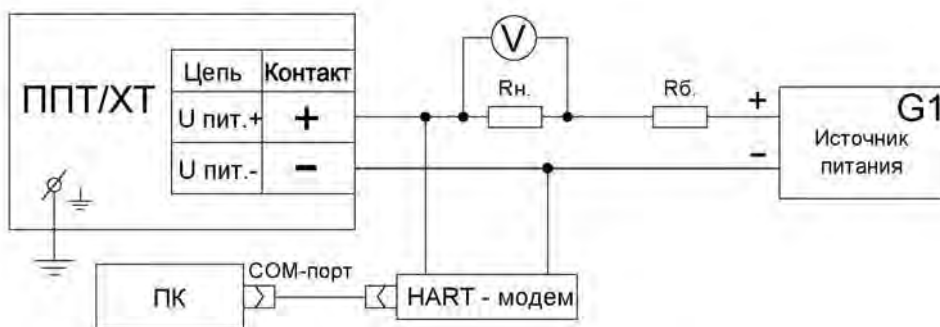 ППТ/ХТ
Цепь Контакт
U пит.+ +
U пит.- −
V
Rн.
Rб.
+
−
G1
Источник
питания
COM-порт
ПК
HART - модем